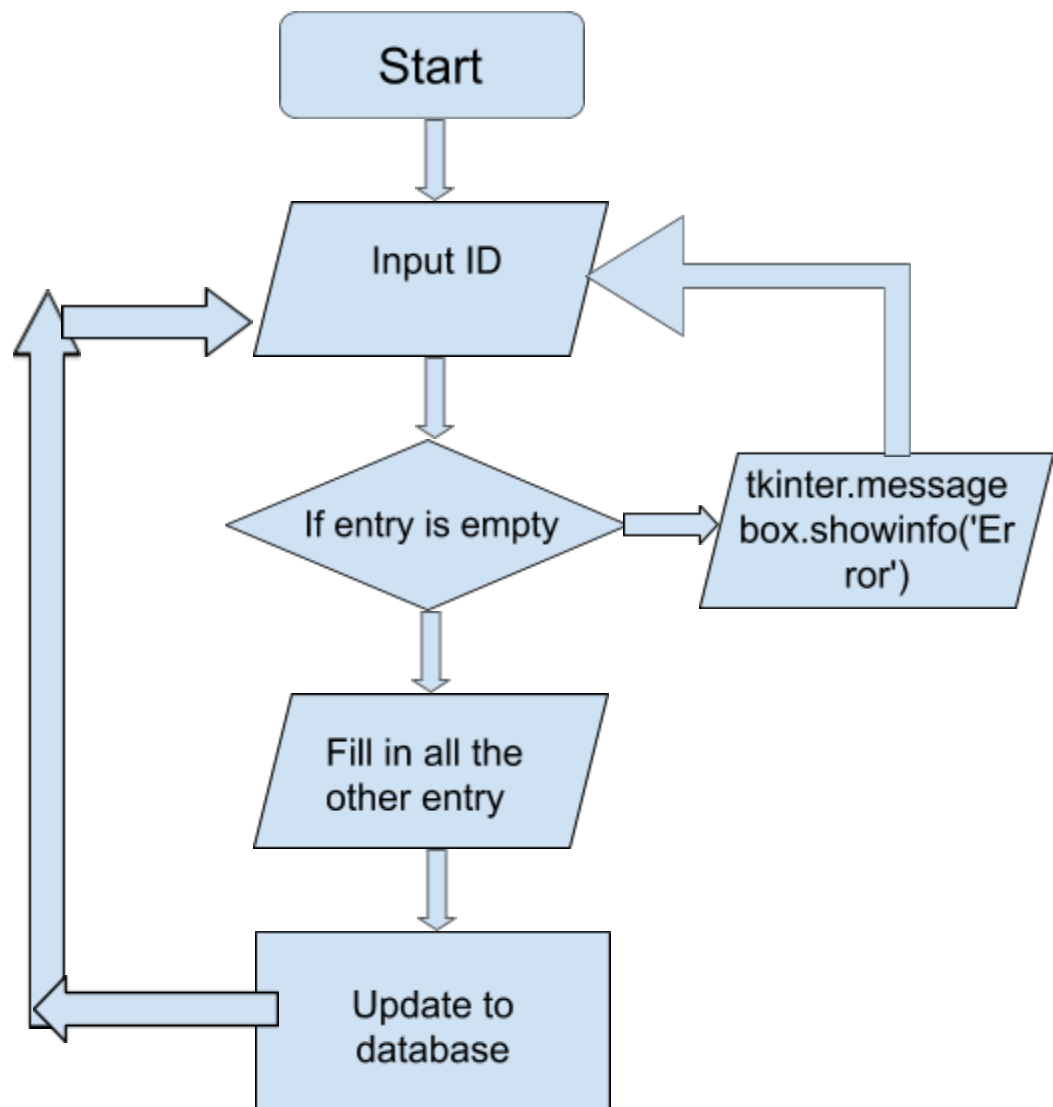 Start
Input ID
If entry is empty
tkinter.message
box.showinfo('Er
ror')
Fill in all the
other entry
Update to
database